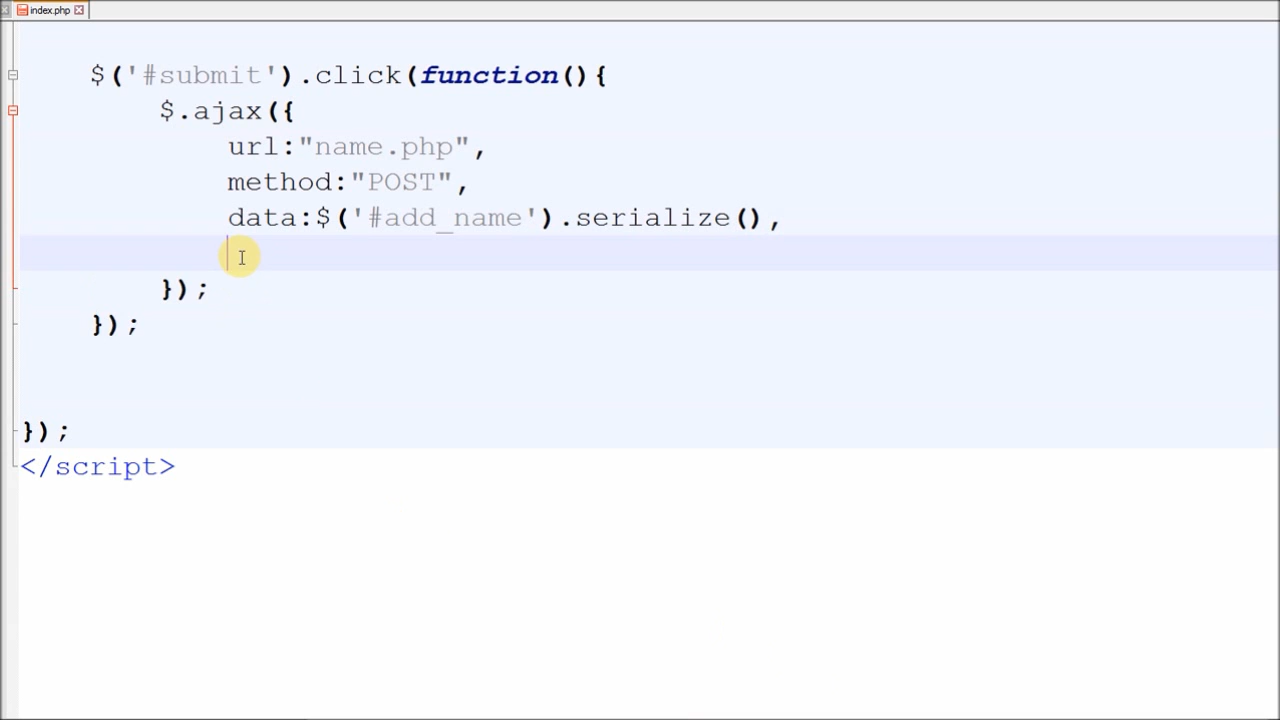 index.php
$('#submit').click(function(){
$.ajax({
url:"name.php",
method:"POST",
data:$('#add_name').serialize(),
});
});
});
</script>